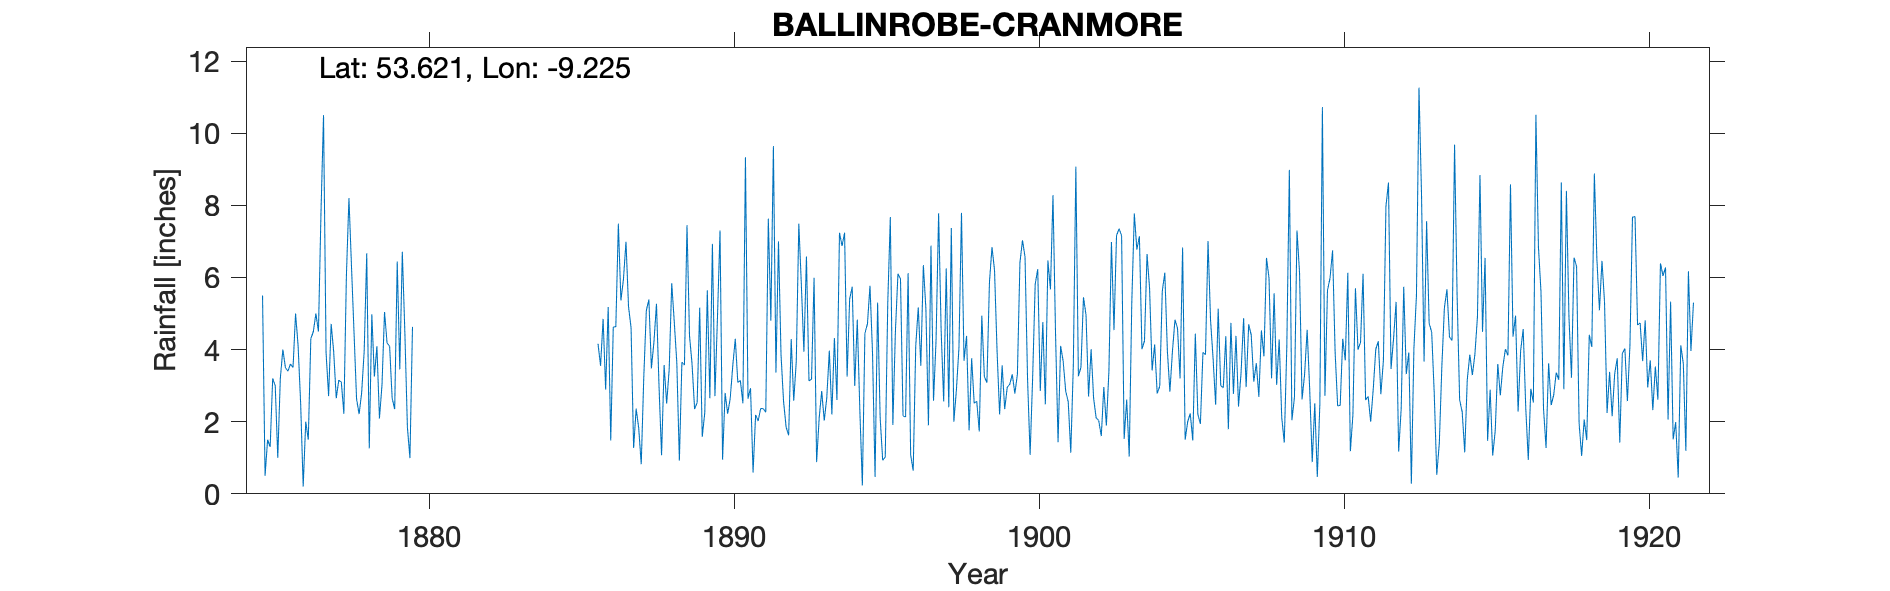 BALLINROBE-CRANMORE
Lat: 53.621, Lon: -9.225
12
10
8
6
4
2
0
Rainfall [inches]
1880 1890 1900 1910 1920
Year